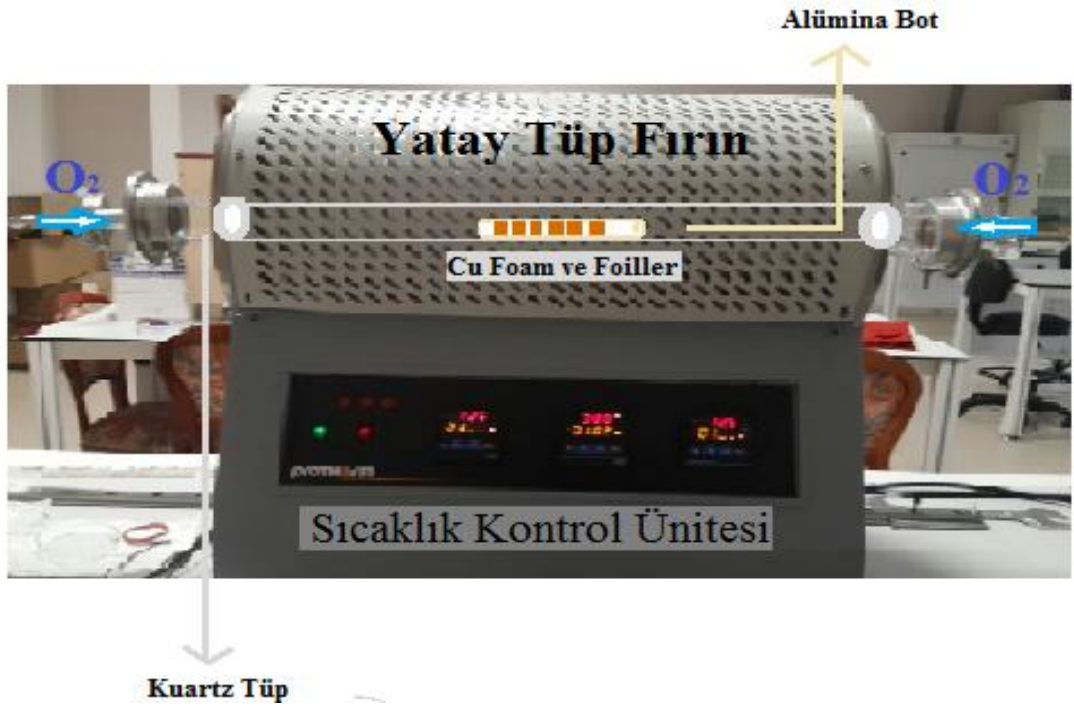 Alümina Bot
Yatay Tüp Fırın
O₂
O₂
Cu Foam ve Foiller
Sıcaklık Kontrol Ünitesi
Kuartz Tüp